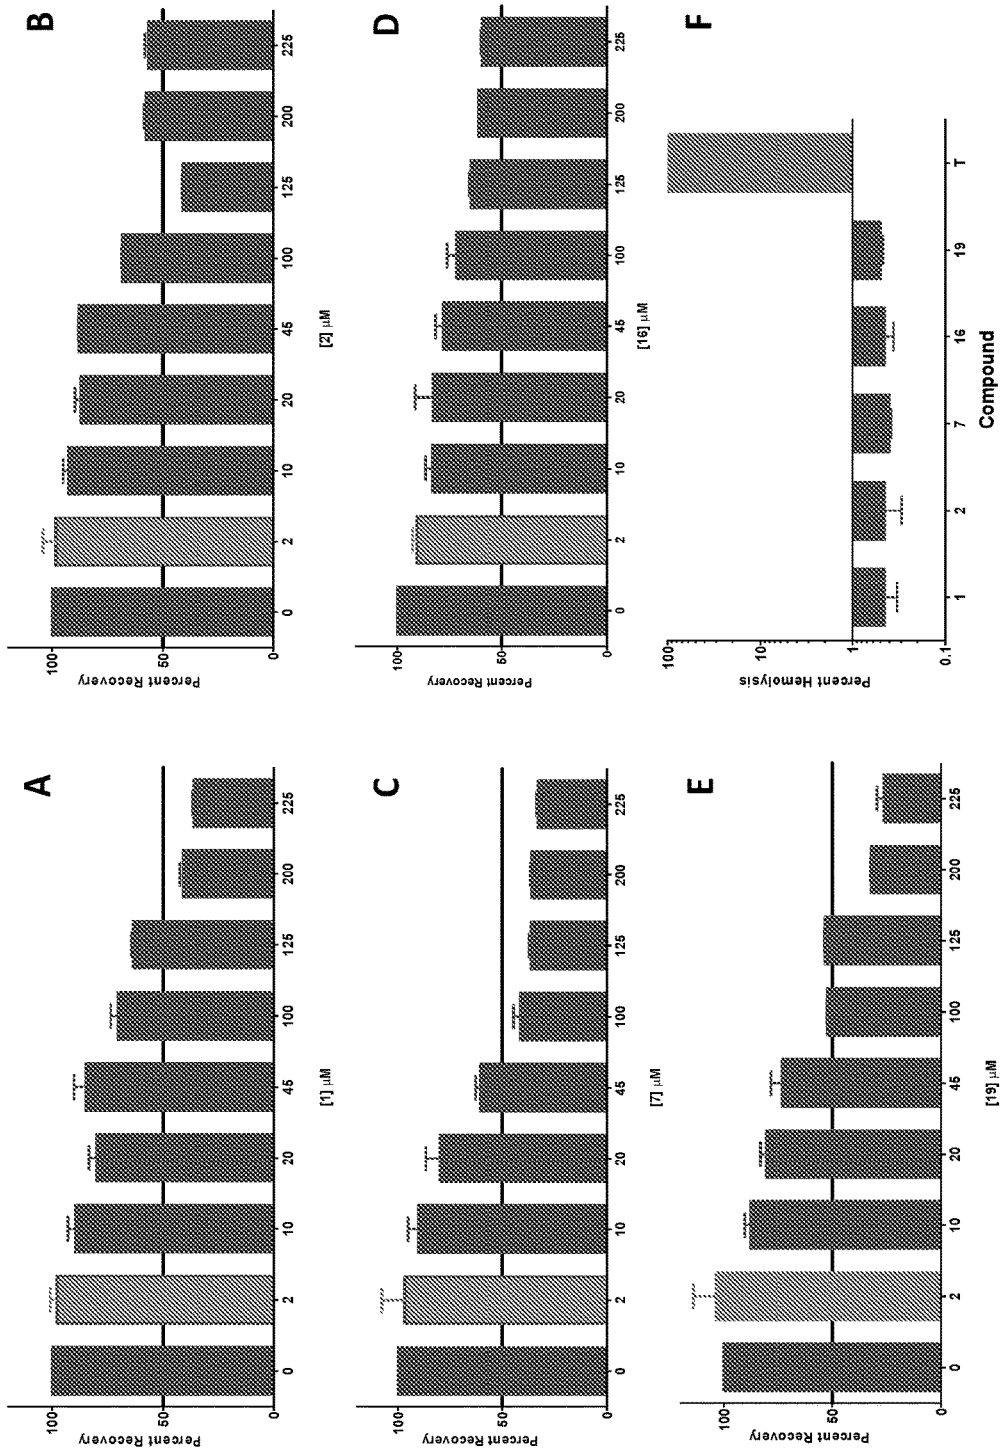 A
Percent Recovery
100
50
0
0 2 10 20 45 100 125 200 225
[1] μM
B
Percent Recovery
100
50
0
0 2 10 20 45 100 125 200 225
[2] μM
C
Percent Recovery
100
50
0
0 2 10 20 45 100 125 200 225
[7] μM
D
Percent Recovery
100
50
0
0 2 10 20 45 100 125 200 225
[16] μM
E
Percent Recovery
100
50
0
0 2 10 20 45 100 125 200 225
[19] μM
F
Percent Hemolysis
100
10
1
0.1
1 2 7 16 19 T
Compound